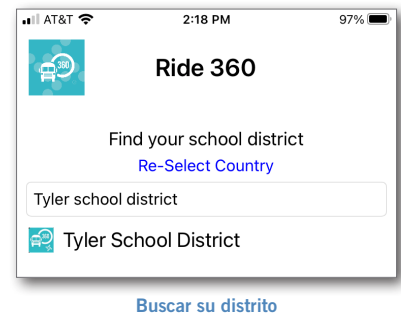 AT&T 2:18 PM 97%
360
Ride 360
Find your school district
Re-Select Country
Tyler school district
360
Tyler School District
Buscar su distrito